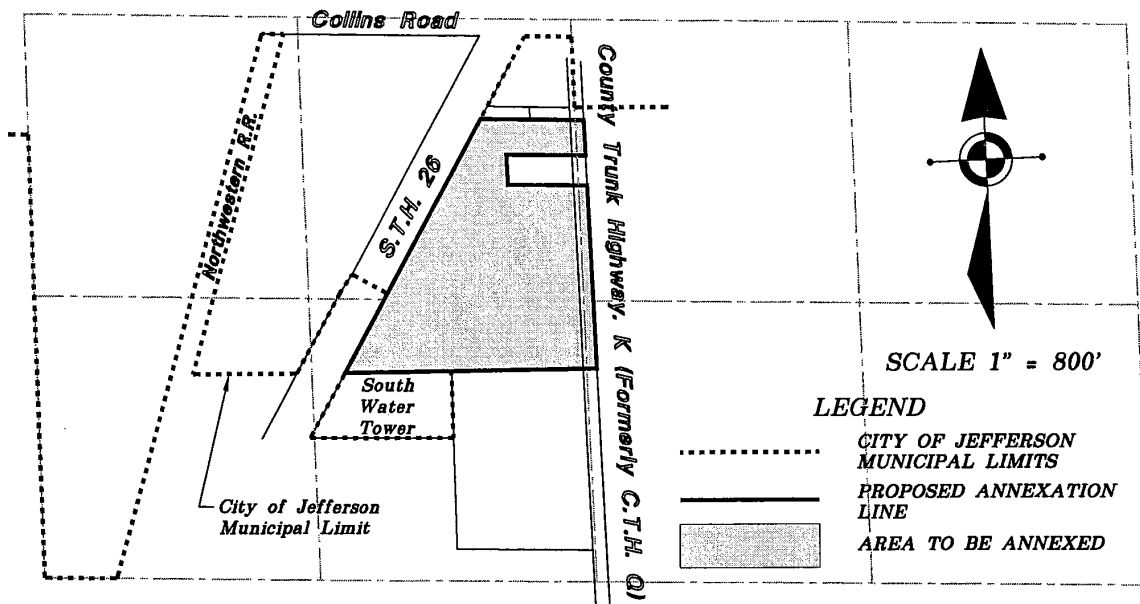 Collins Road
Northwestern R.R.
S.T.H. 26
County Trunk Highway. K (Formerly C.T.H. Q)
South
Water
Tower
City of Jefferson
Municipal Limit
SCALE 1" = 800'
LEGEND
CITY OF JEFFERSON
MUNICIPAL LIMITS
PROPOSED ANNEXATION
LINE
AREA TO BE ANNEXED